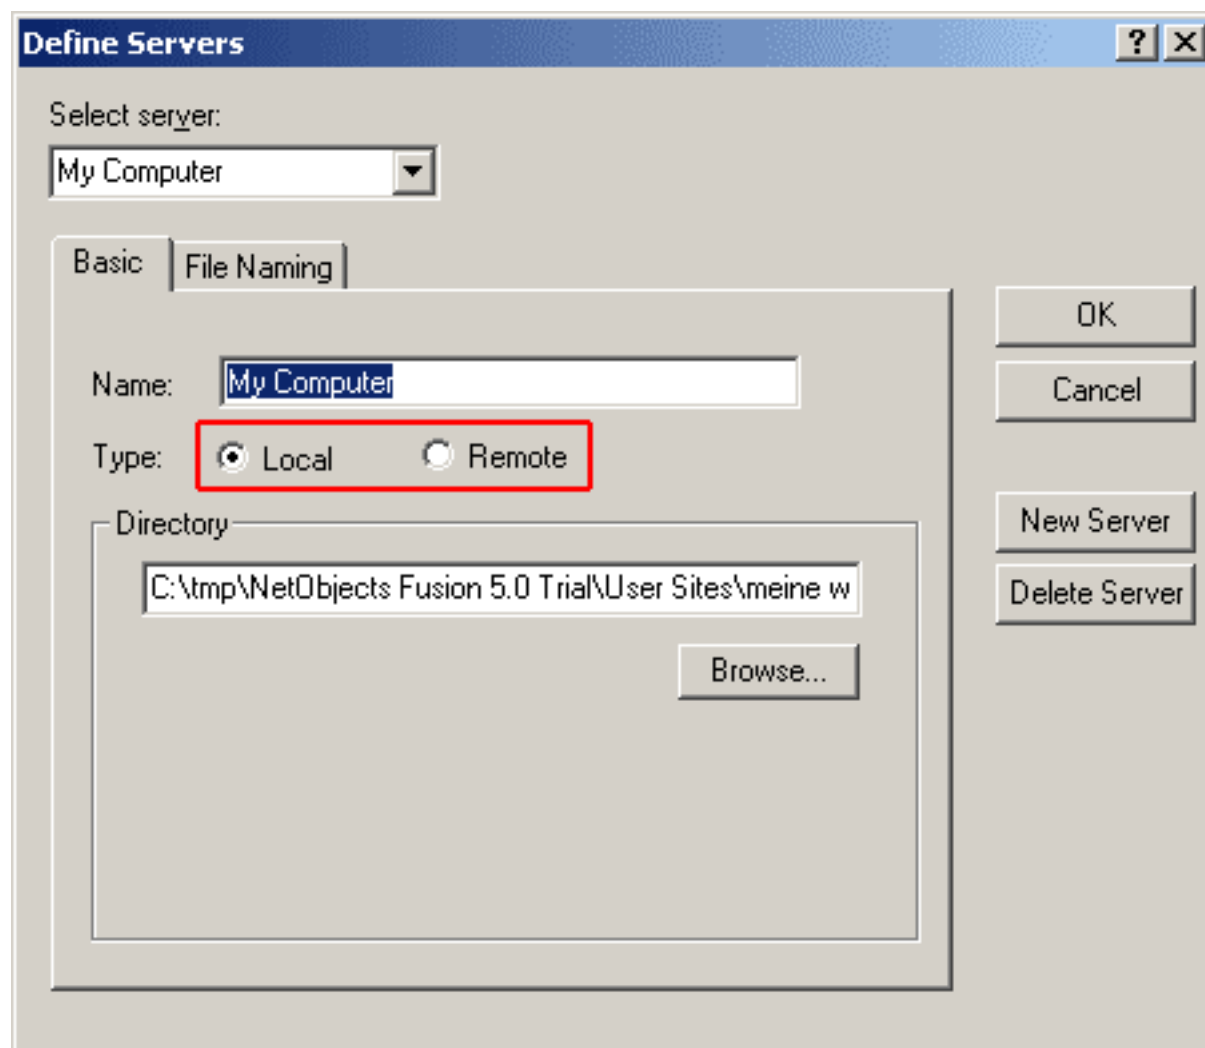 Define Servers
Select server:
My Computer
Basic File Naming
OK
Name: My Computer
Cancel
Type: Local Remote
Directory
New Server
C:\tmp\NetObjects Fusion 5.0 Trial\User Sites\meine w
Delete Server
Browse...